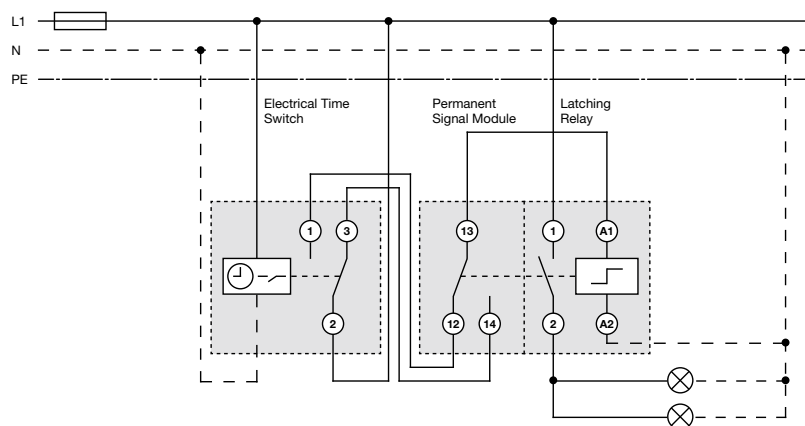 L1
N
PE
Electrical Time
Switch
Permanent
Signal Module
Latching
Relay
1
3
13
1
A1
2
12
14
2
A2